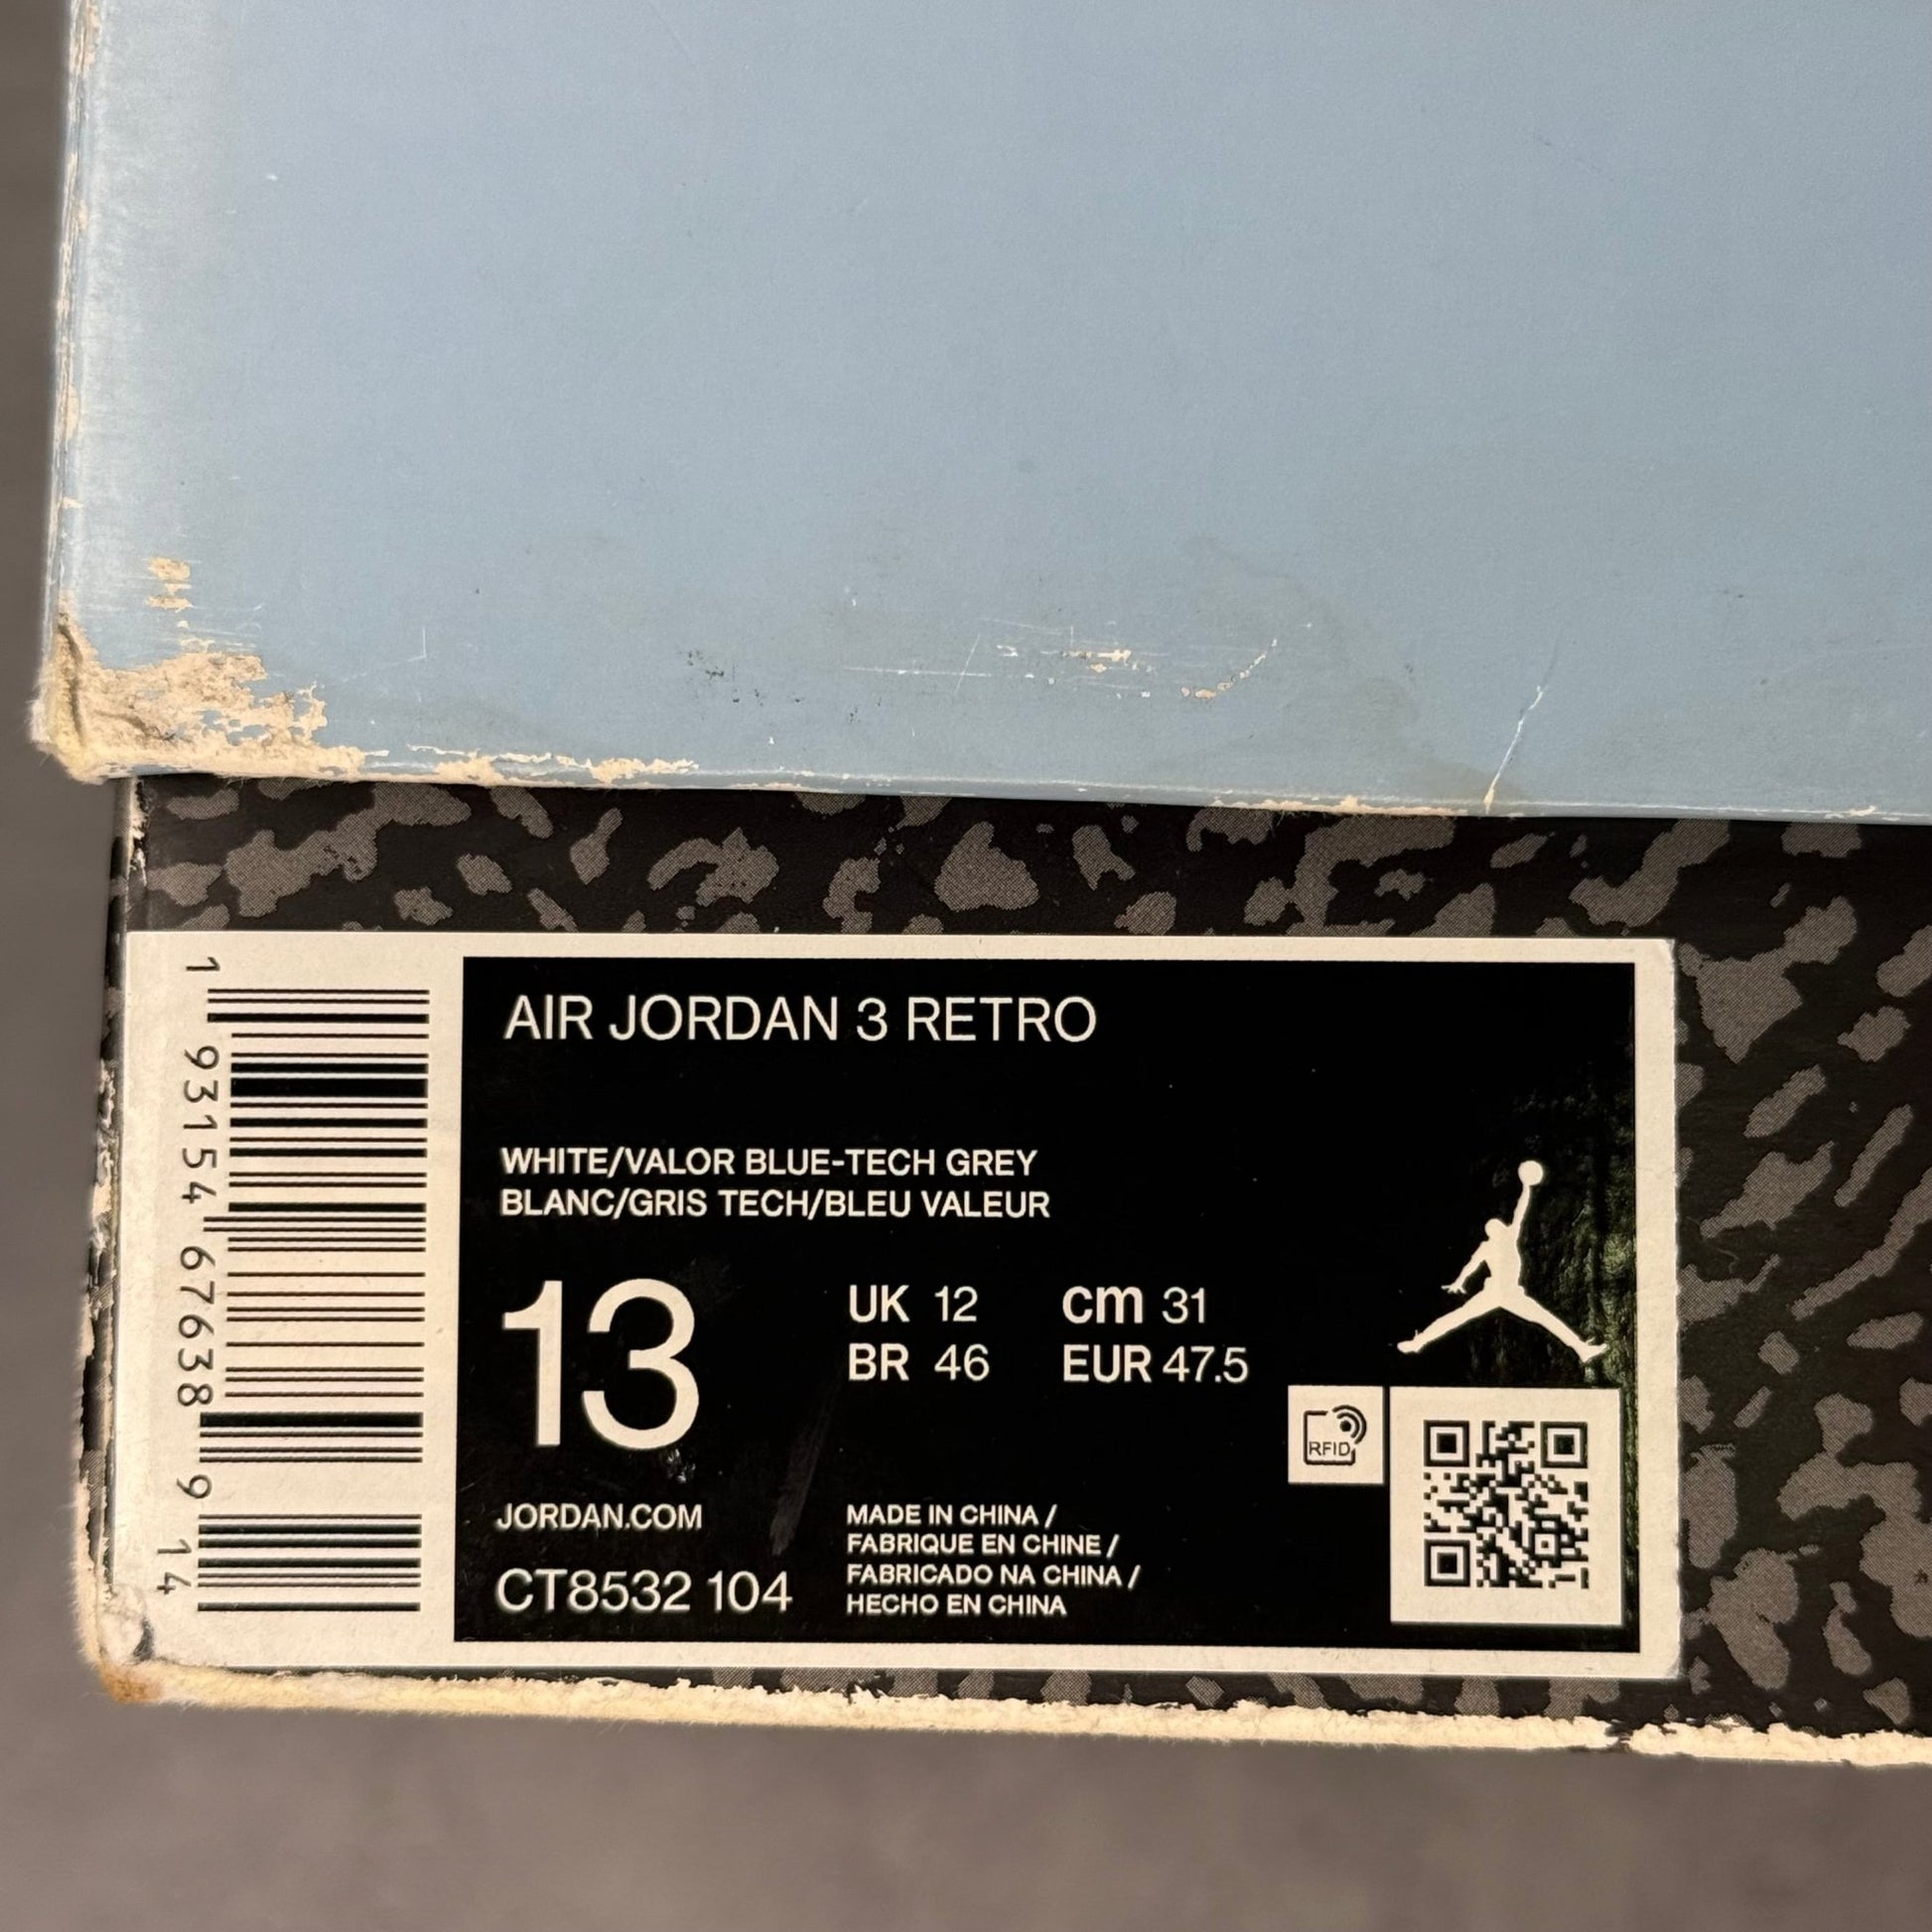 1 93154 67638 9 14
AIR JORDAN 3 RETRO
WHITE/VALOR BLUE-TECH GREY
BLANC/GRIS TECH/BLEU VALEUR
13
UK 12 cm 31
BR 46 EUR 47.5
RFID
JORDAN.COM
CT8532 104
MADE IN CHINA /
FABRIQUE EN CHINE /
FABRICADO NA CHINA /
HECHO EN CHINA